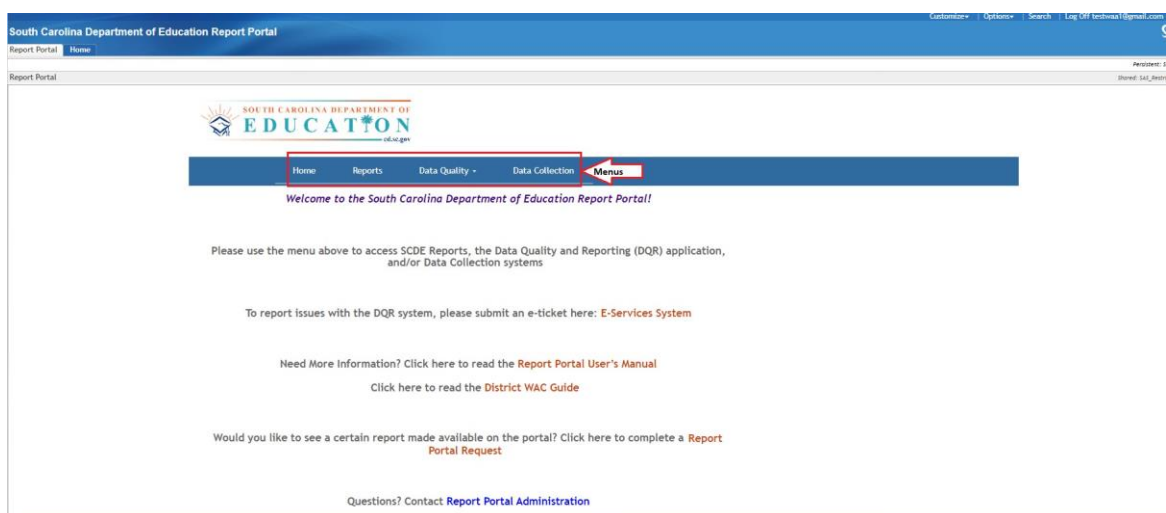 Customize | Options | Search | Log Off testwaa1@gmail.com
South Carolina Department of Education Report Portal
Report Portal Home
Persistent: S
Report Portal
Shared: SAS_Restri
SOUTH CAROLINA DEPARTMENT OF
EDUCATION
ed.sc.gov
Home Reports Data Quality Data Collection Menus
Welcome to the South Carolina Department of Education Report Portal!
Please use the menu above to access SCDE Reports, the Data Quality and Reporting (DQR) application,
and/or Data Collection systems
To report issues with the DQR system, please submit an e-ticket here: E-Services System
Need More Information? Click here to read the Report Portal User's Manual
Click here to read the District WAC Guide
Would you like to see a certain report made available on the portal? Click here to complete a Report
Portal Request
Questions? Contact Report Portal Administration